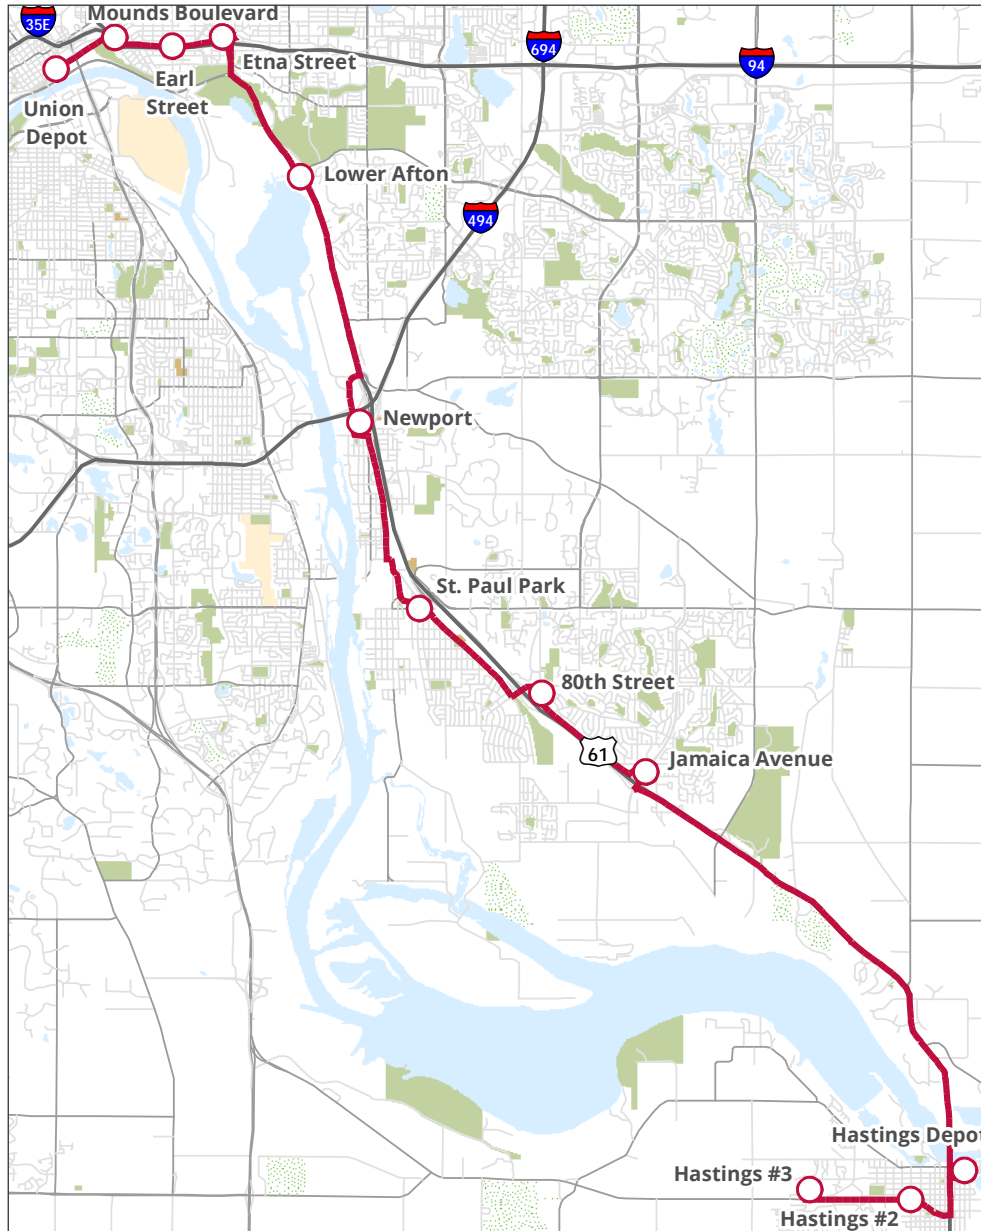 Mounds Boulevard
35E
694
94
Etna Street
Earl
Street
Union
Depot
Lower Afton
494
Newport
St. Paul Park
80th Street
61
Jamaica Avenue
Hastings Depot
Hastings #3
Hastings #2